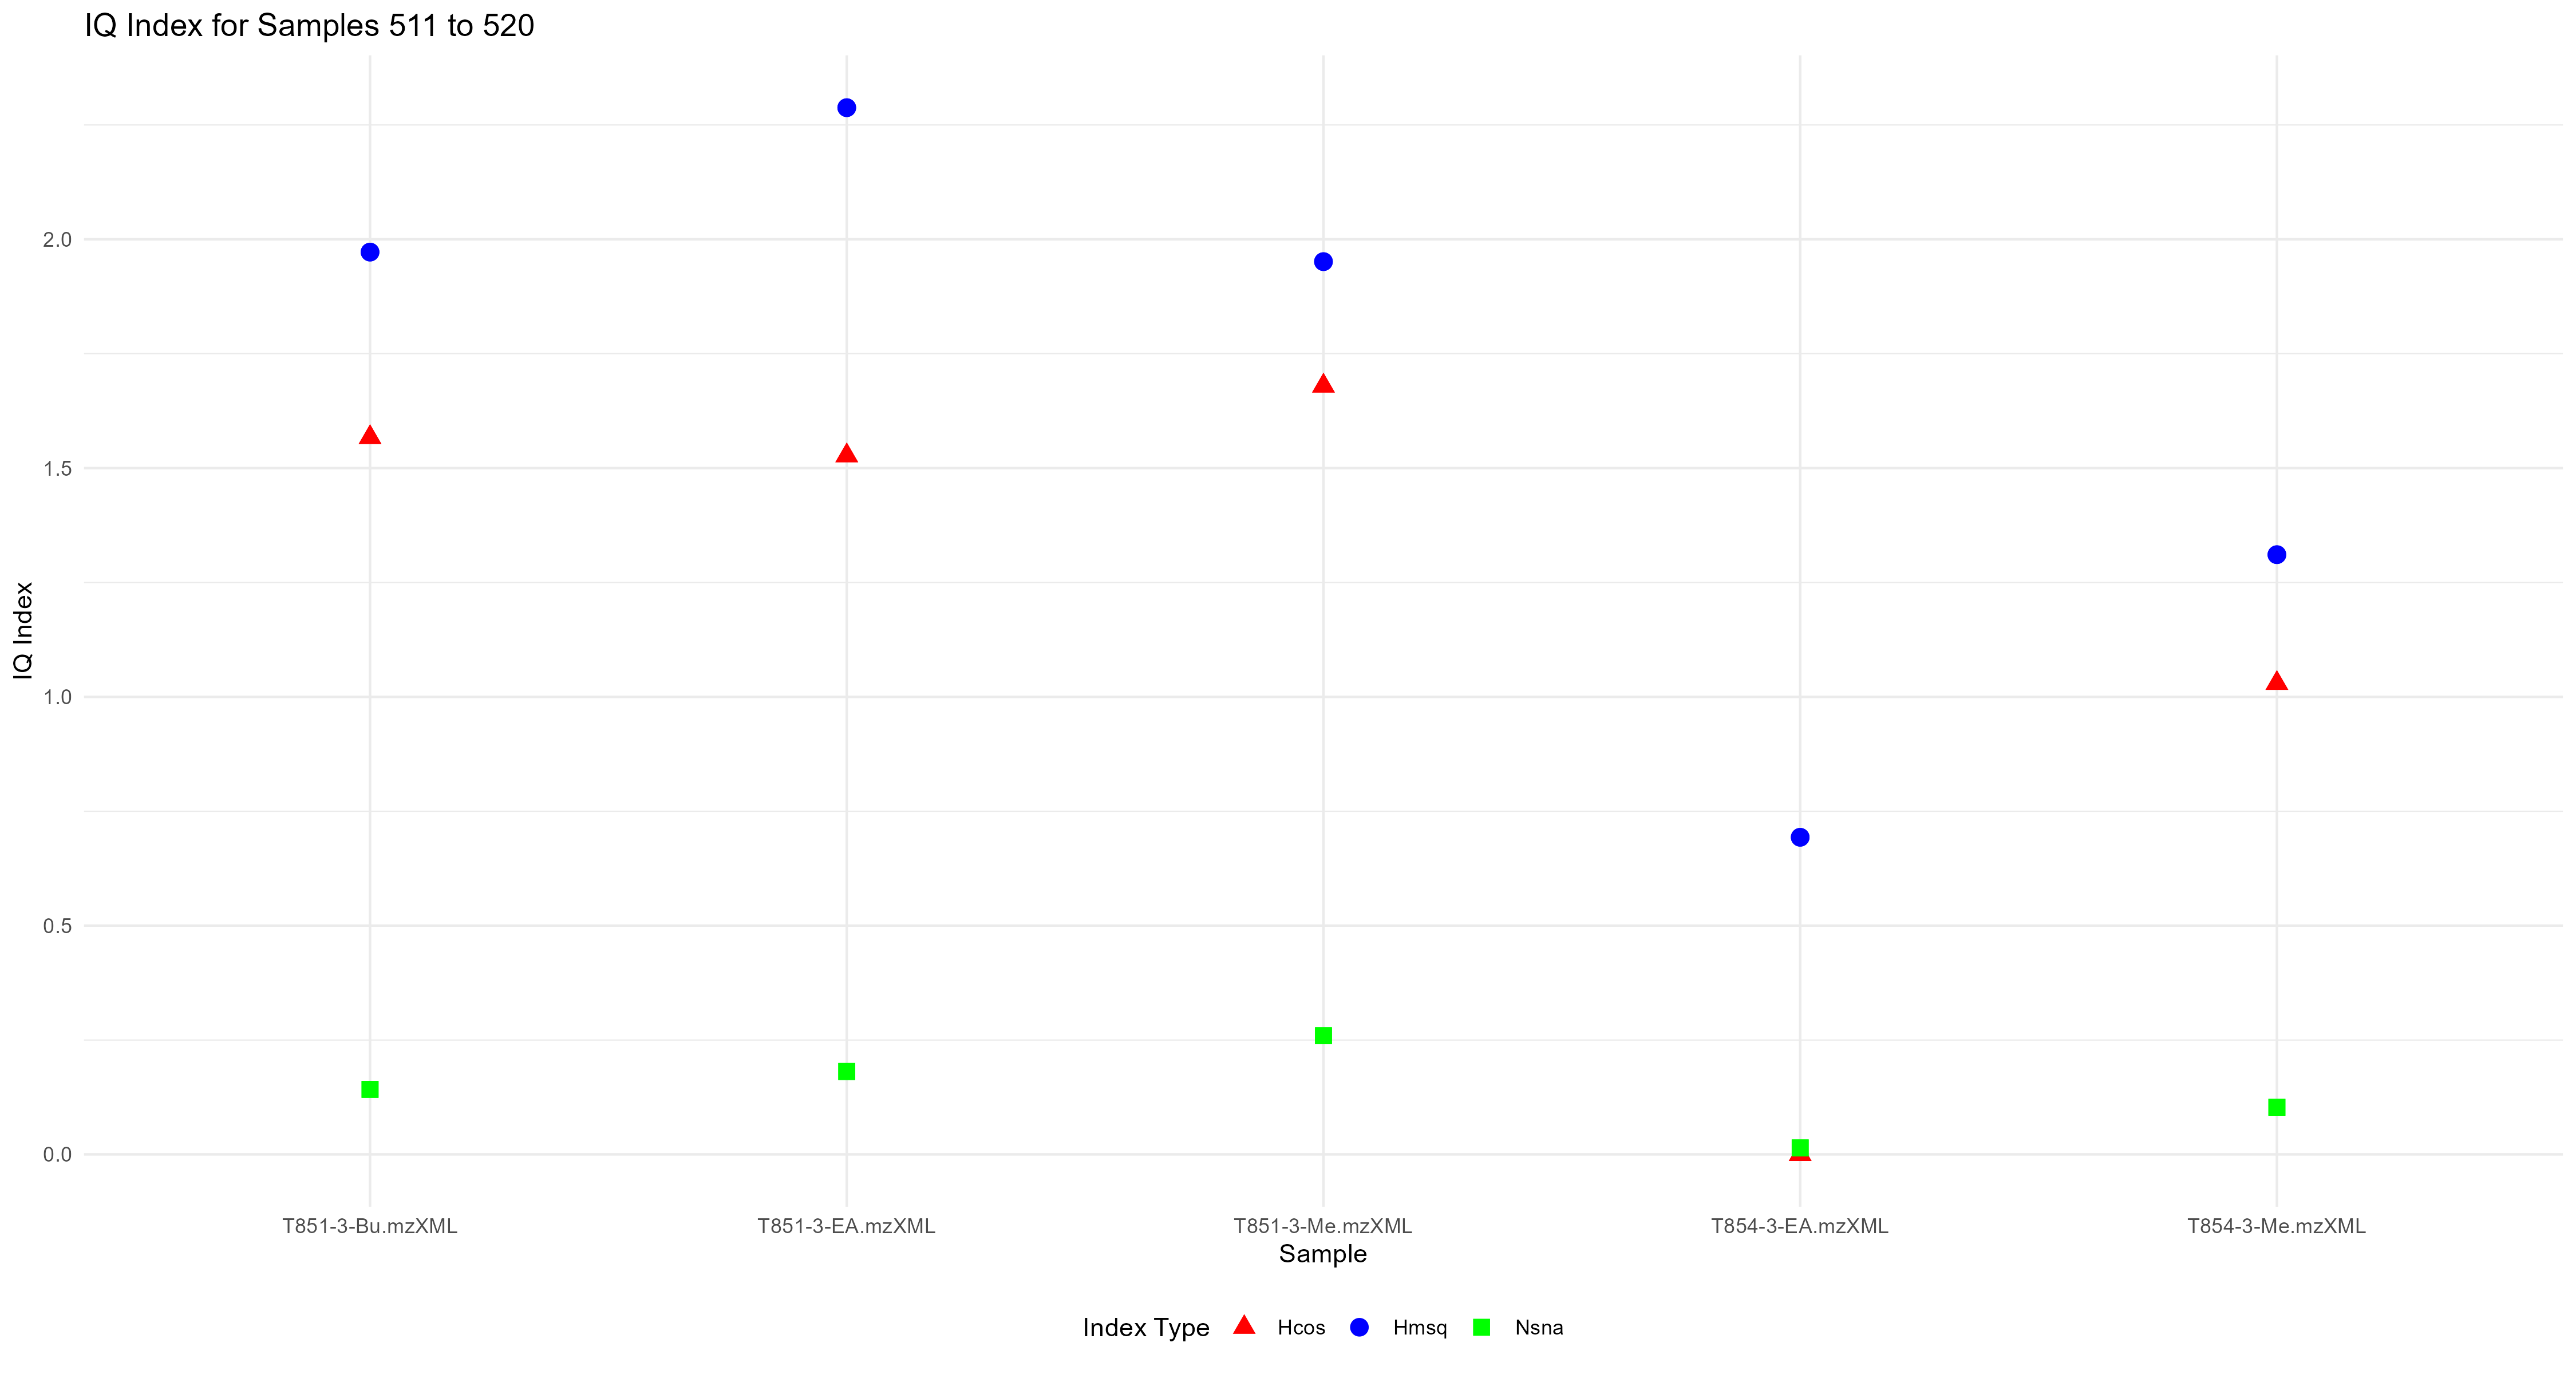 IQ Index for Samples 511 to 520
IQ Index
2.0
1.5
1.0
0.5
0.0
T851-3-Bu.mzXML
T851-3-EA.mzXML
T851-3-Me.mzXML
T854-3-EA.mzXML
T854-3-Me.mzXML
Sample
Index Type Hcos Hmsq Nsna